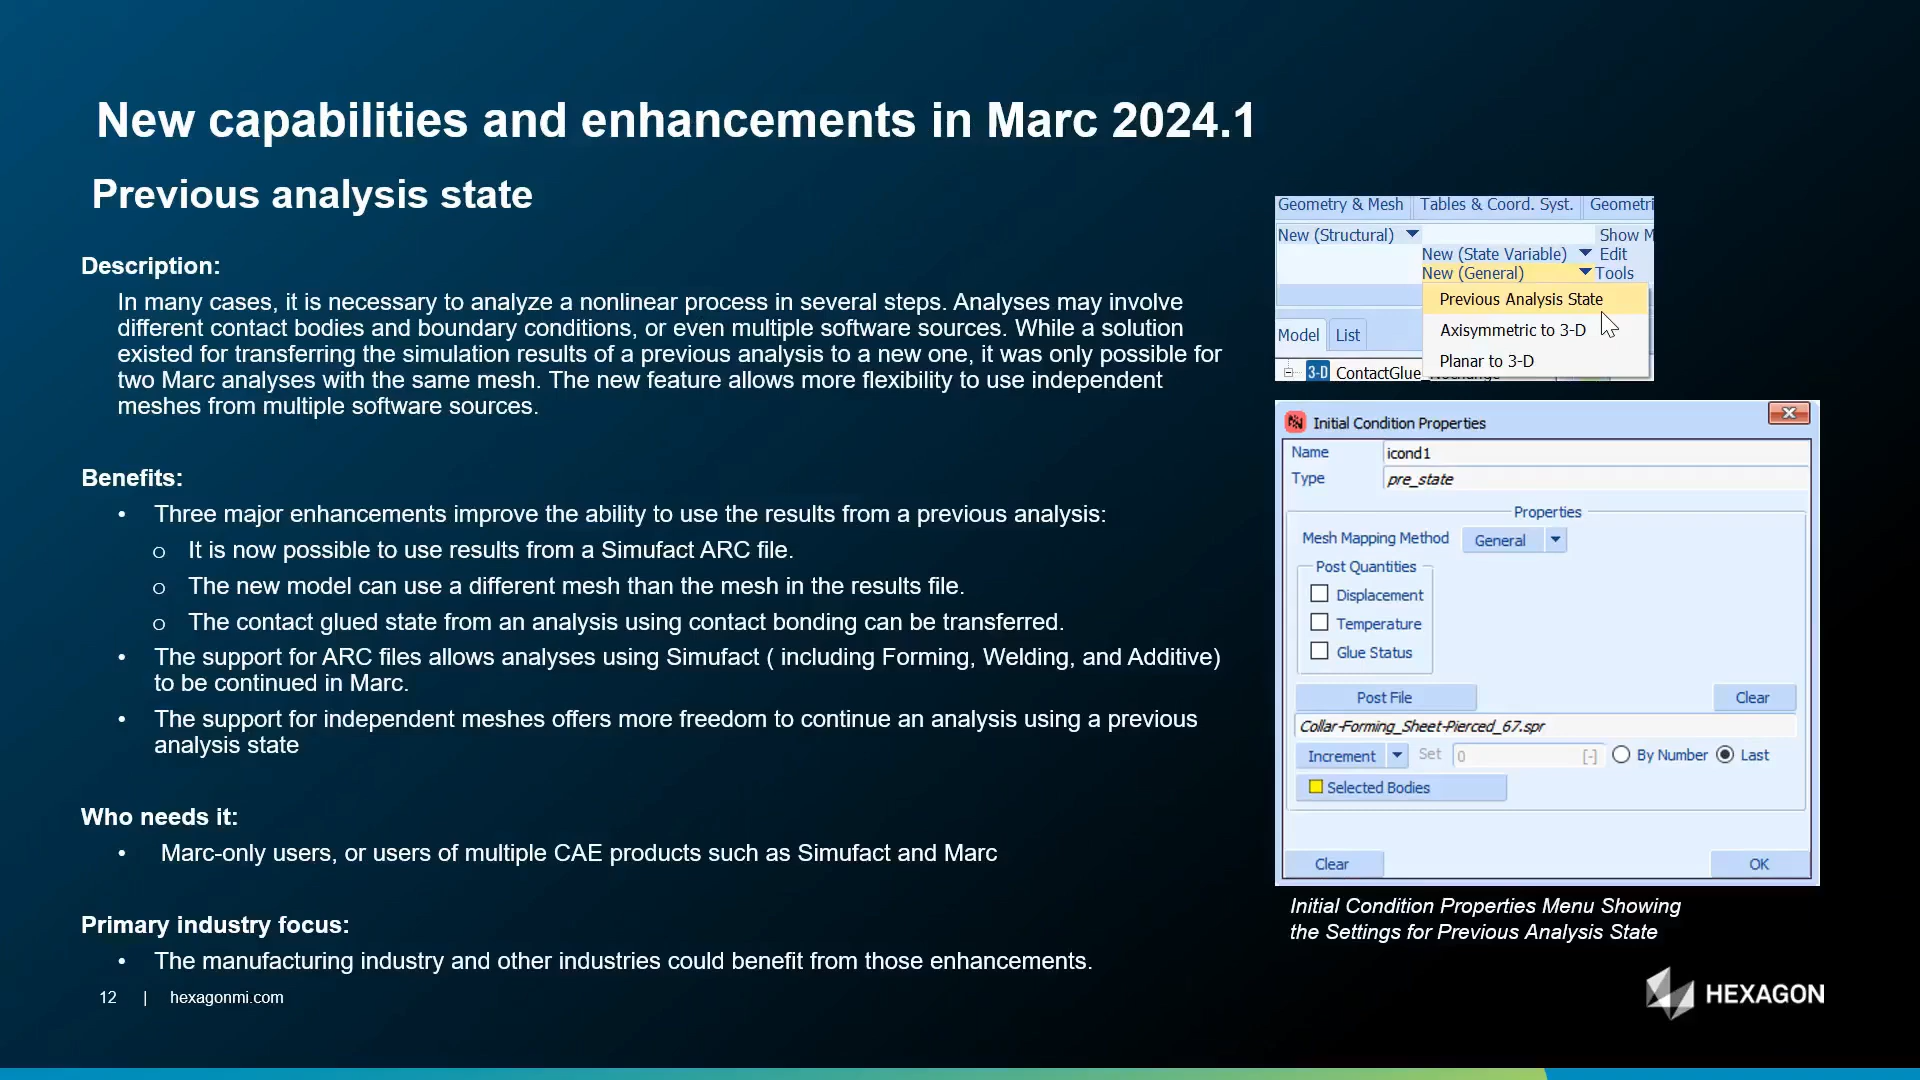 New capabilities and enhancements in Marc 2024.1
Previous analysis state
Description:
In many cases, it is necessary to analyze a nonlinear process in several steps. Analyses may involve
different contact bodies and boundary conditions, or even multiple software sources. While a solution
existed for transferring the simulation results of a previous analysis to a new one, it was only possible for
two Marc analyses with the same mesh. The new feature allows more flexibility to use independent
meshes from multiple software sources.
Benefits:
• Three major enhancements improve the ability to use the results from a previous analysis:
o It is now possible to use results from a Simufact ARC file.
o The new model can use a different mesh than the mesh in the results file.
o The contact glued state from an analysis using contact bonding can be transferred.
• The support for ARC files allows analyses using Simufact ( including Forming, Welding, and Additive)
to be continued in Marc.
• The support for independent meshes offers more freedom to continue an analysis using a previous
analysis state
Who needs it:
• Marc-only users, or users of multiple CAE products such as Simufact and Marc
Primary industry focus:
• The manufacturing industry and other industries could benefit from those enhancements.
12 | hexagonmi.com
Geometry & Mesh Tables & Coord. Syst. Geometri
New (Structural) Show M
New (State Variable) Edit
New (General) Tools
Previous Analysis State
Axisymmetric to 3-D
Planar to 3-D
Model List
3-D ContactGlue
Initial Condition Properties
Name icond1
Type pre_state
Properties
Mesh Mapping Method General
Post Quantities
Displacement
Temperature
Glue Status
Post File Clear
Collar-Forming_Sheet-Pierced_67.spr
Increment Set 0 [-] By Number Last
Selected Bodies
Clear OK
Initial Condition Properties Menu Showing
the Settings for Previous Analysis State
HEXAGON